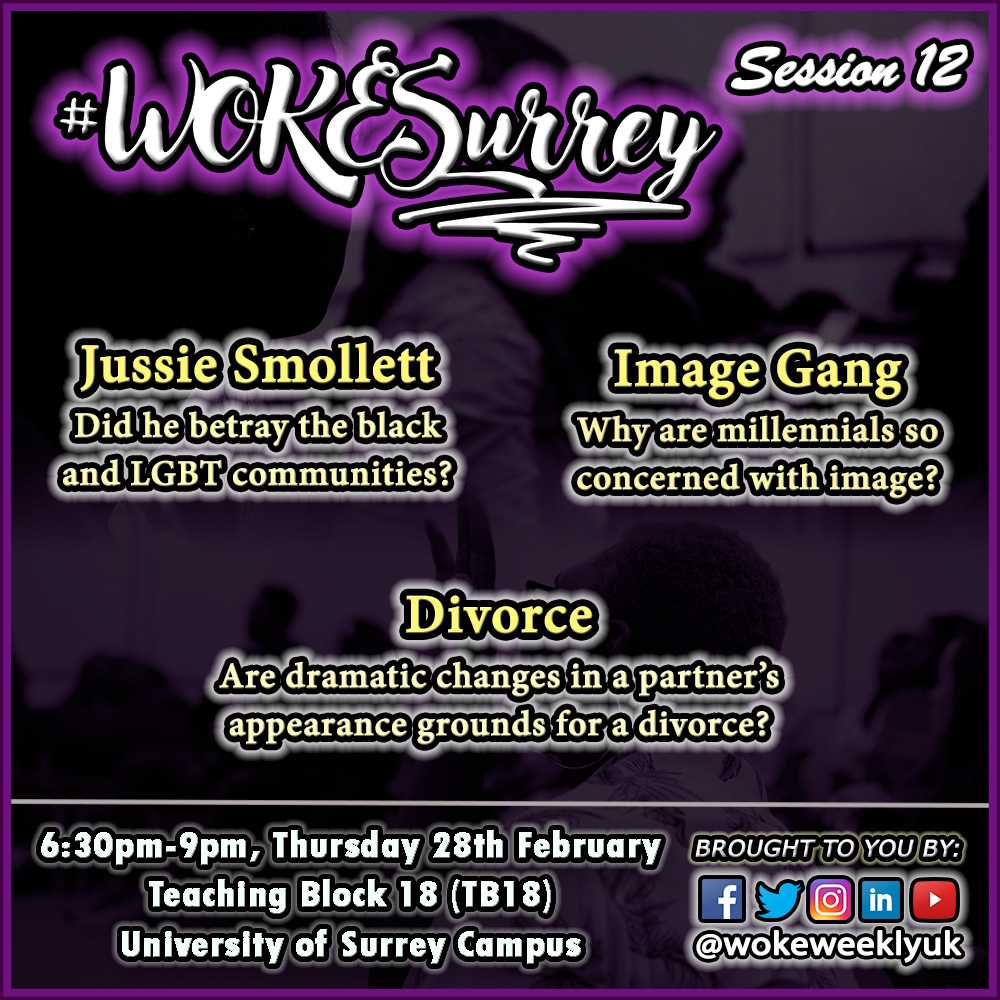 #WOKESurrey
Session 12
Jussie Smollett
Did he betray the black
and LGBT communities?
Image Gang
Why are millennials so
concerned with image?
Divorce
Are dramatic changes in a partner's
appearance grounds for a divorce?
6:30pm-9pm, Thursday 28th February
Teaching Block 18 (TB18)
University of Surrey Campus
BROUGHT TO YOU BY:
@wokeweeklyuk